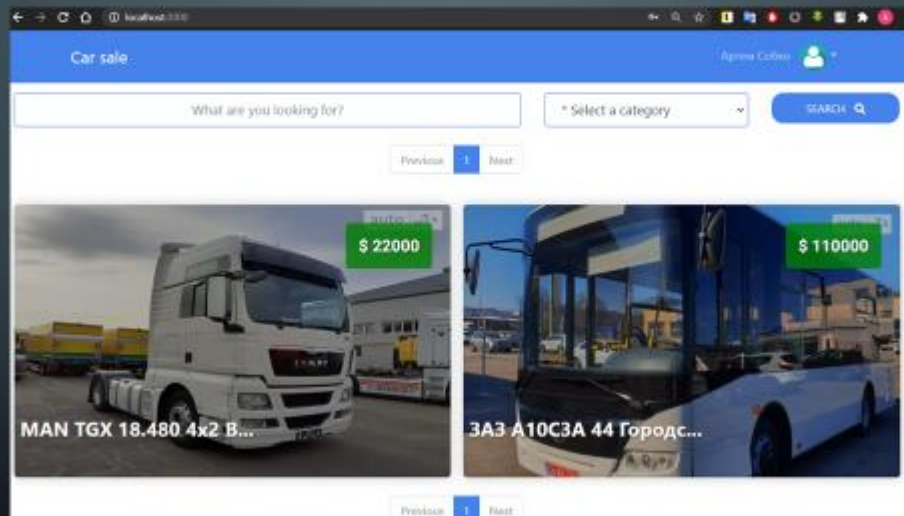 localhost:3000
Car sale
What are you looking for?
* Select a category
SEARCH
Previous 1 Next
$ 22000
$ 110000
MAN TGX 18.480 4x2 B...
ЗАЗ А10С3А 44 Городс...
Previous 1 Next